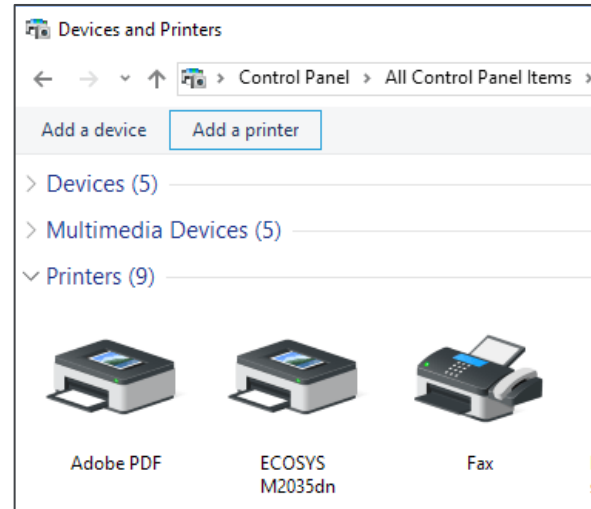 Devices and Printers
Control Panel > All Control Panel Items >
Add a device Add a printer
Devices (5)
Multimedia Devices (5)
Printers (9)
Adobe PDF
ECOSYS
M2035dn
Fax